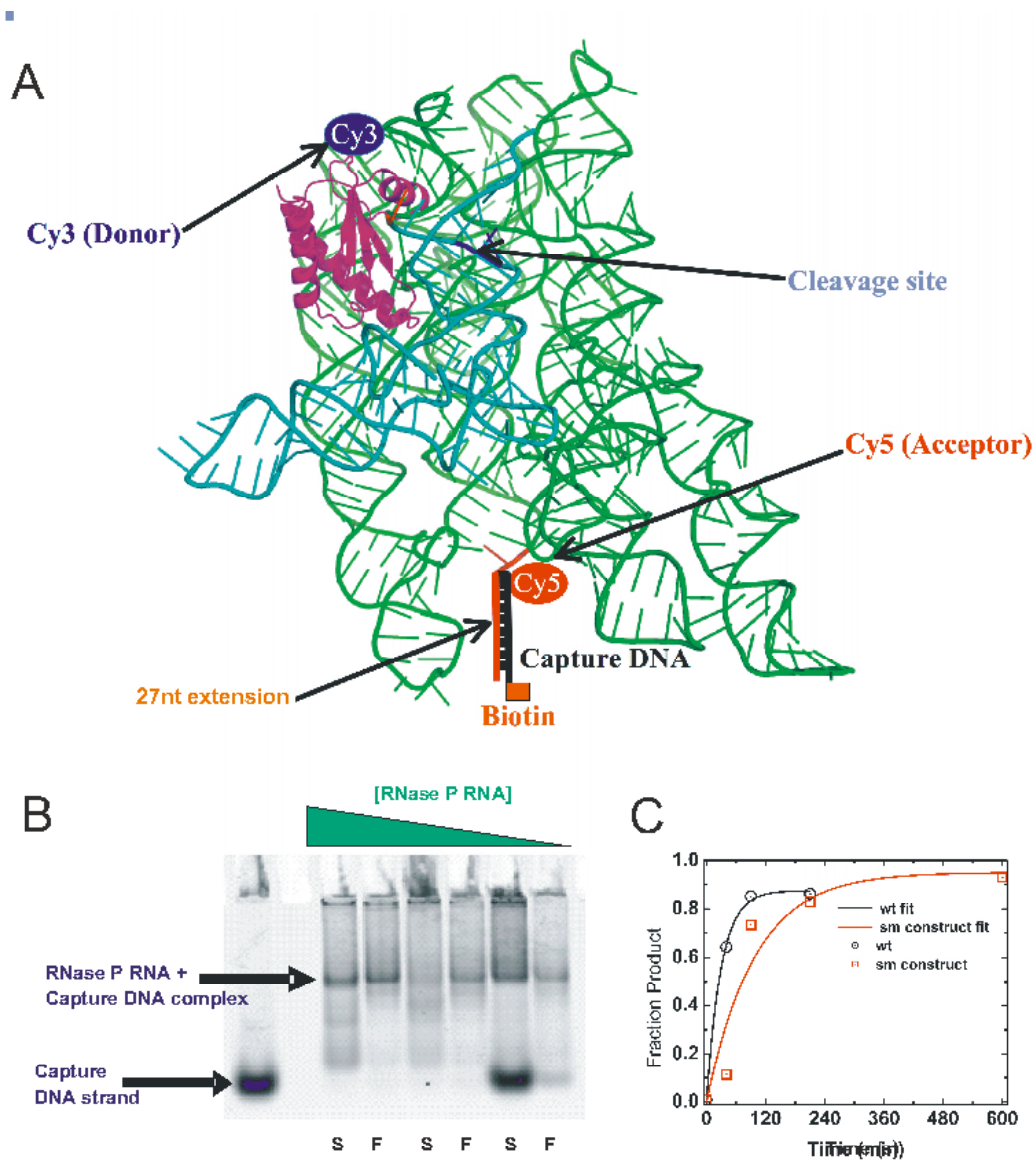 A
Cy3
Cy3 (Donor)
Cleavage site
Cy5 (Acceptor)
Cy5
Capture DNA
27nt extension
Biotin
B
[RNase P RNA]
RNase P RNA +
Capture DNA complex
Capture
DNA strand
S F S F S F
C
Fraction Product
1.0
0.8
0.6
0.4
0.2
0.0
wt fit
sm construct fit
wt
sm construct
0 120 240 360 480 600